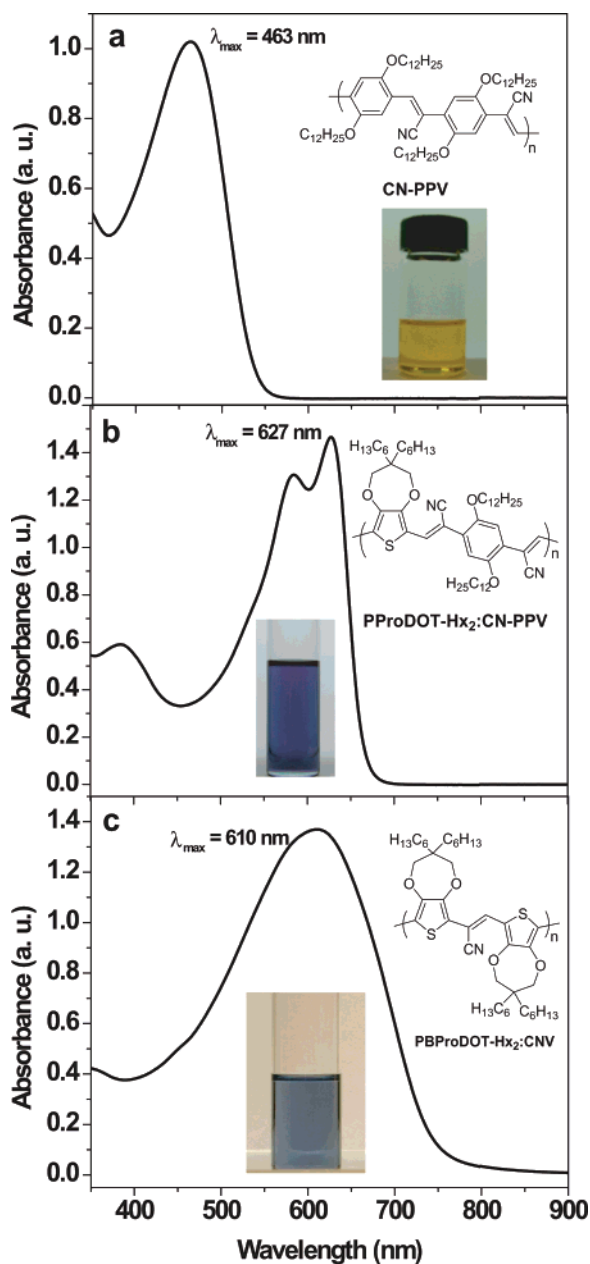 a
λmax = 463 nm
OC12H25
OC12H25
CN
OC12H25
CN
C12H25O
n
CN-PPV
Absorbance (a. u.)
1.0
0.8
0.6
0.4
0.2
0.0
b
λmax = 627 nm
H13C6 C6H13
O O
S
CN
OC12H25
H25C12O
CN
n
PProDOT-Hx2:CN-PPV
Absorbance (a. u.)
1.4
1.2
1.0
0.8
0.6
0.4
0.2
0.0
c
λmax = 610 nm
H13C6 C6H13
O O
S
CN
S
O O
n
H13C6 C6H13
PBProDOT-Hx2:CNV
Absorbance (a. u.)
1.4
1.2
1.0
0.8
0.6
0.4
0.2
0.0
400 500 600 700 800 900
Wavelength (nm)